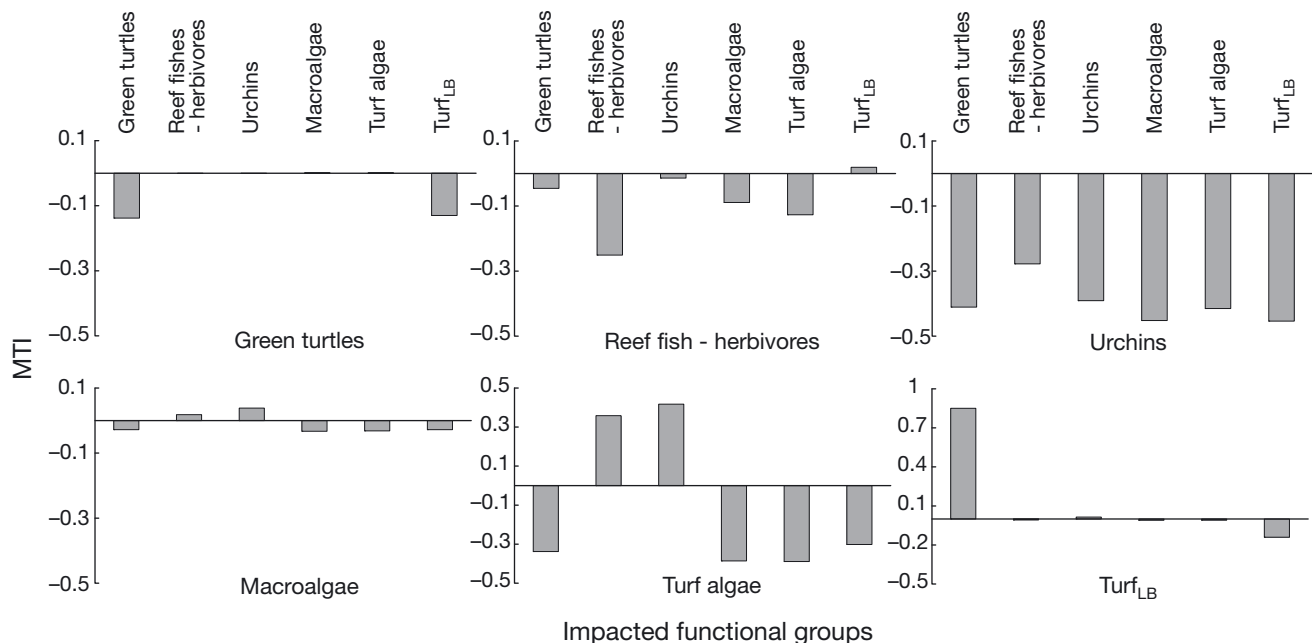 Green turtles
Reef fishes
- herbivores
Urchins
Macroalgae
Turf algae
TurfLB
Green turtles
Reef fishes
- herbivores
Urchins
Macroalgae
Turf algae
TurfLB
Green turtles
Reef fishes
- herbivores
Urchins
Macroalgae
Turf algae
TurfLB
MTI
0.1
–0.1
–0.3
–0.5
Green turtles
0.1
–0.1
–0.3
–0.5
Reef fish - herbivores
0.1
–0.1
–0.3
–0.5
Urchins
0.1
–0.1
–0.3
–0.5
Macroalgae
0.5
0.3
0.1
–0.1
–0.3
–0.5
Turf algae
1
0.7
0.4
0.1
–0.2
–0.5
TurfLB
Impacted functional groups